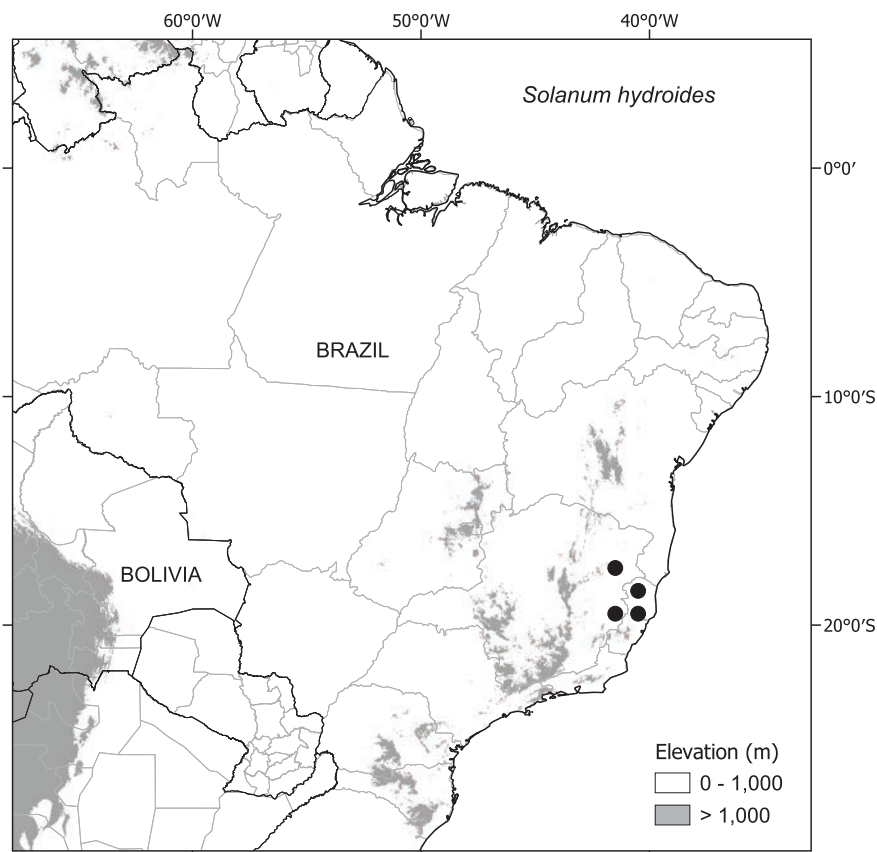 60°0'W 50°0'W 40°0'W
Solanum hydroides
0°0'
BRAZIL
10°0'S
BOLIVIA
20°0'S
Elevation (m)
0 - 1,000
> 1,000